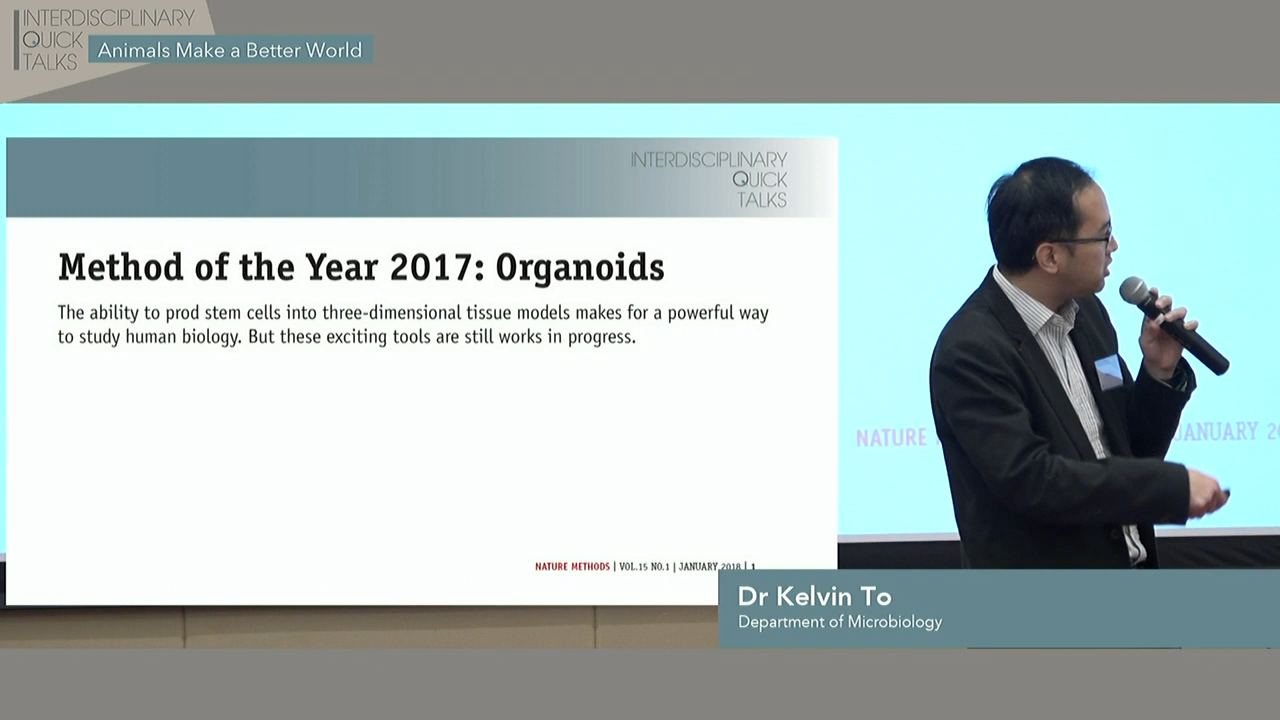 INTERDISCIPLINARY
QUICK
TALKS
Animals Make a Better World
INTERDISCIPLINARY
QUICK
TALKS
Method of the Year 2017: Organoids
The ability to prod stem cells into three-dimensional tissue models makes for a powerful way
to study human biology. But these exciting tools are still works in progress.
NATURE METHODS | VOL.15 NO.1 | JANUARY 2018 | 1
NATURE
JANUARY
Dr Kelvin To
Department of Microbiology